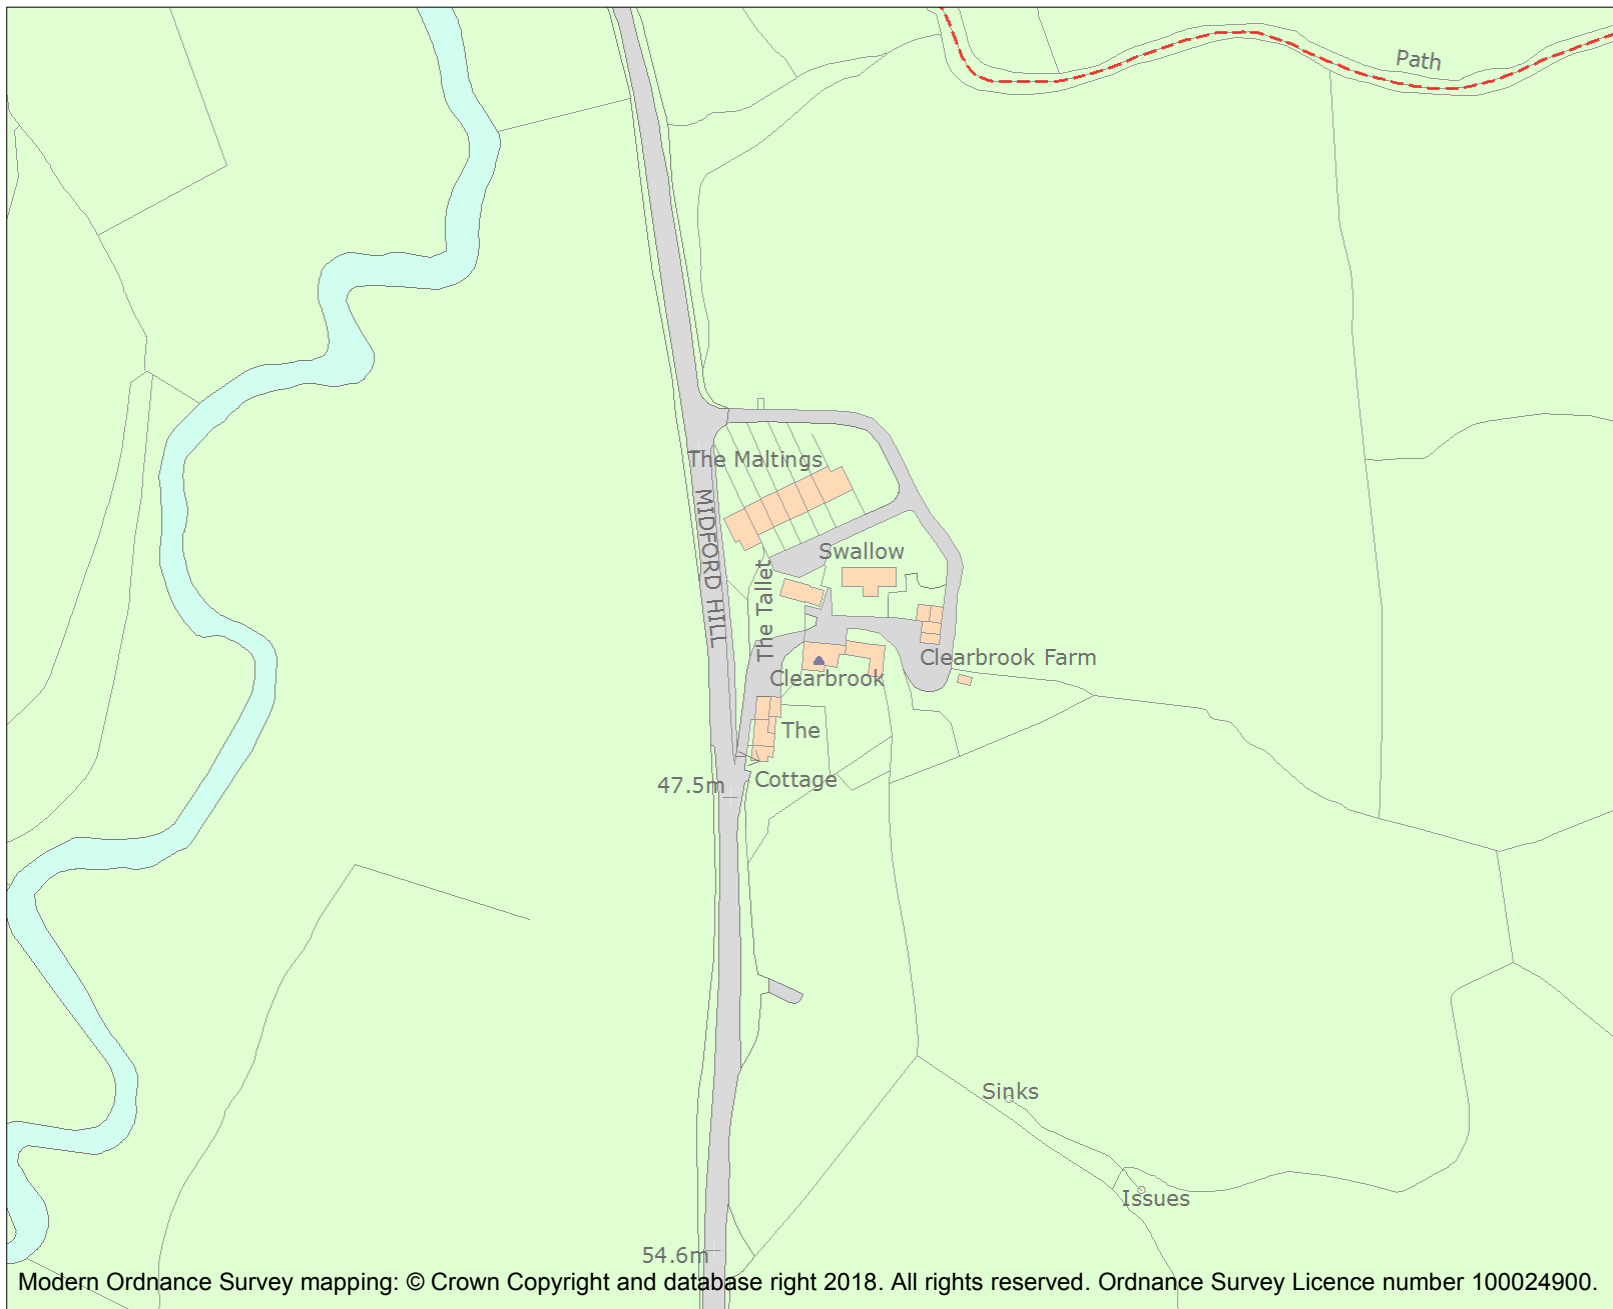 Path
The Maltings
MIDFORD HILL
Swallow
The Tallet
Clearbrook Farm
Clearbrook
The
Cottage
47.5m
Sinks
Issues
54.6m
Modern Ordnance Survey mapping: © Crown Copyright and database right 2018. All rights reserved. Ordnance Survey Licence number 100024900.